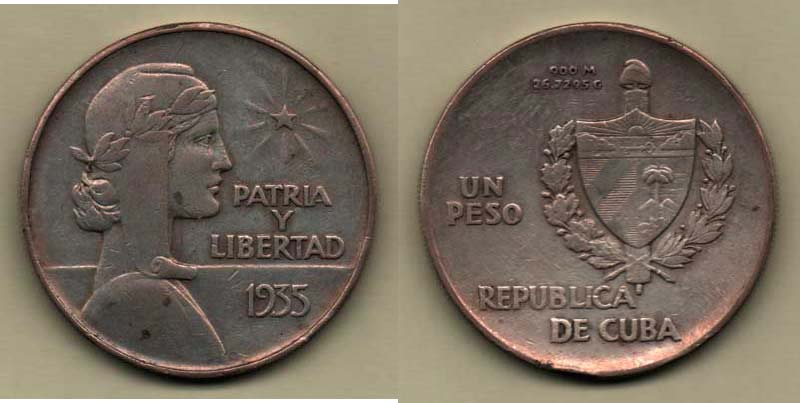 PATRIA
Y
LIBERTAD
1935
900 M
26.7295 G
UN
PESO
REPUBLICA
DE CUBA